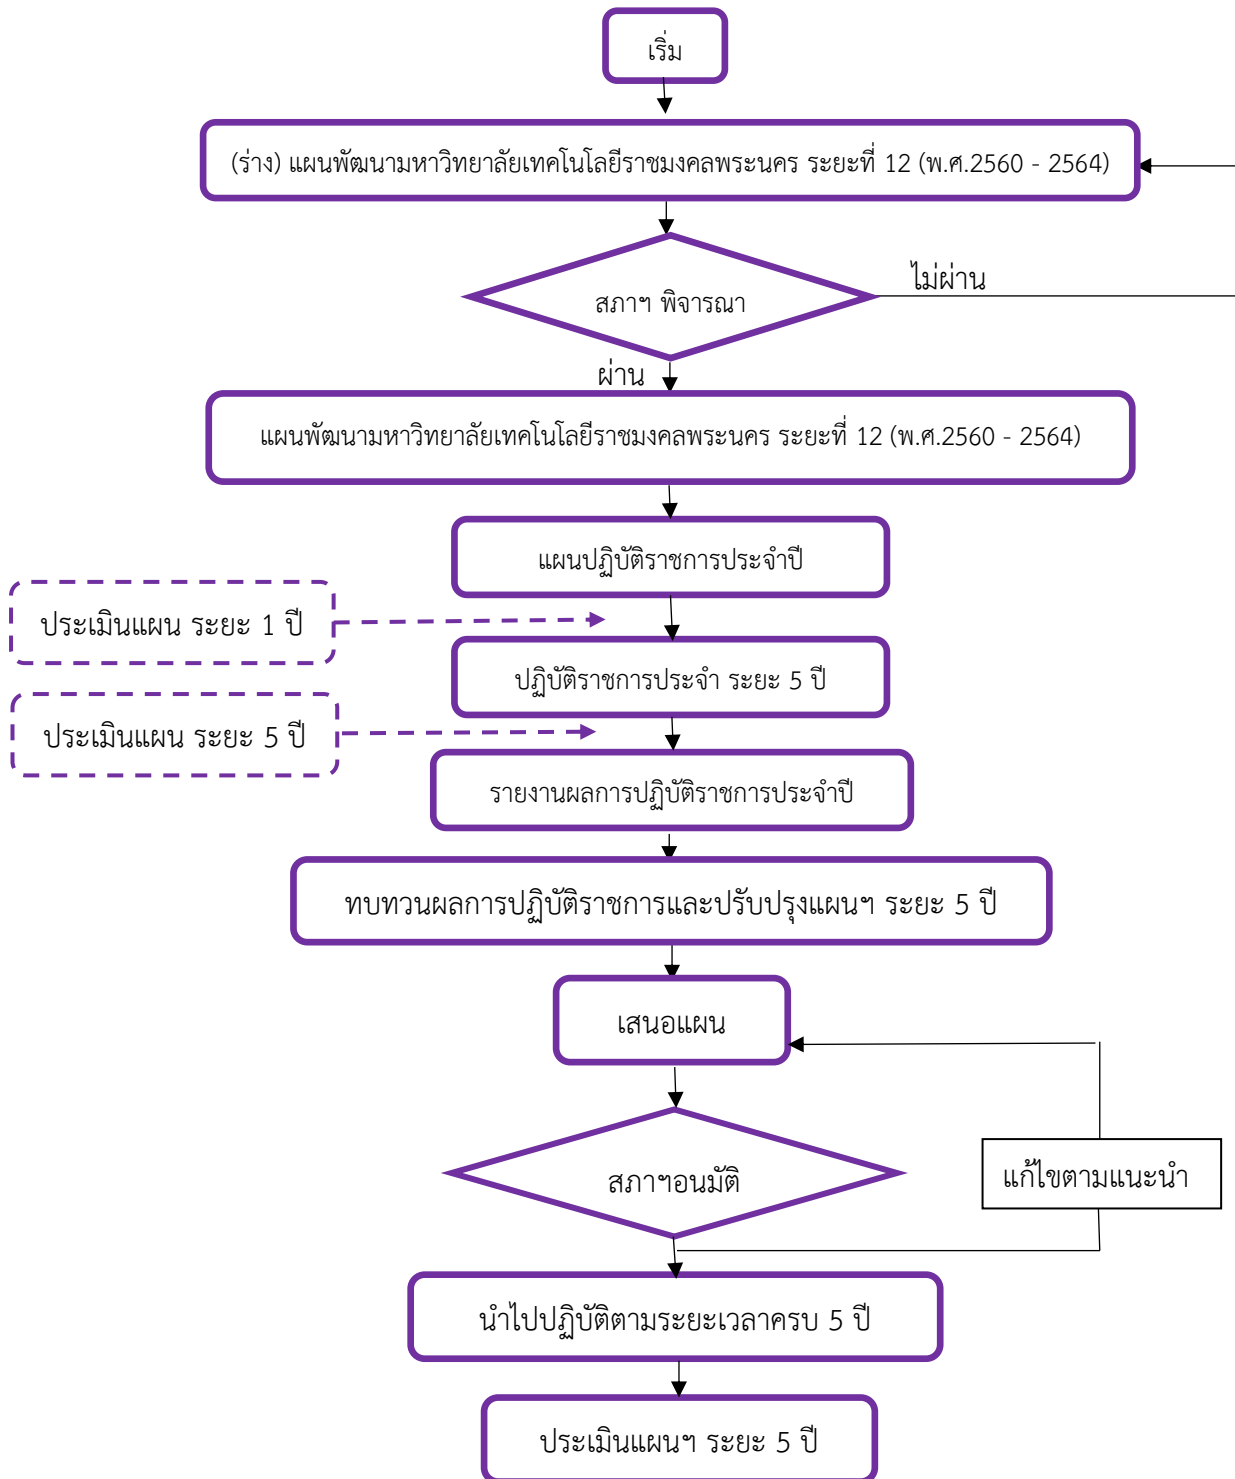 เริ่ม
(ร่าง) แผนพัฒนามหาวิทยาลัยเทคโนโลยีราชมงคลพระนคร ระยะที่ 12 (พ.ศ.2560 - 2564)
ไม่ผ่าน
สภาฯ พิจารณา
ผ่าน
แผนพัฒนามหาวิทยาลัยเทคโนโลยีราชมงคลพระนคร ระยะที่ 12 (พ.ศ.2560 - 2564)
แผนปฏิบัติราชการประจำปี
ประเมินแผน ระยะ 1 ปี
ปฏิบัติราชการประจำ ระยะ 5 ปี
ประเมินแผน ระยะ 5 ปี
รายงานผลการปฏิบัติราชการประจำปี
ทบทวนผลการปฏิบัติราชการและปรับปรุงแผนฯ ระยะ 5 ปี
เสนอแผน
สภาฯอนมัติ
แก้ไขตามแนะนำ
นำไปปฏิบัติตามระยะเวลาครบ 5 ปี
ประเมินแผนฯ ระยะ 5 ปี